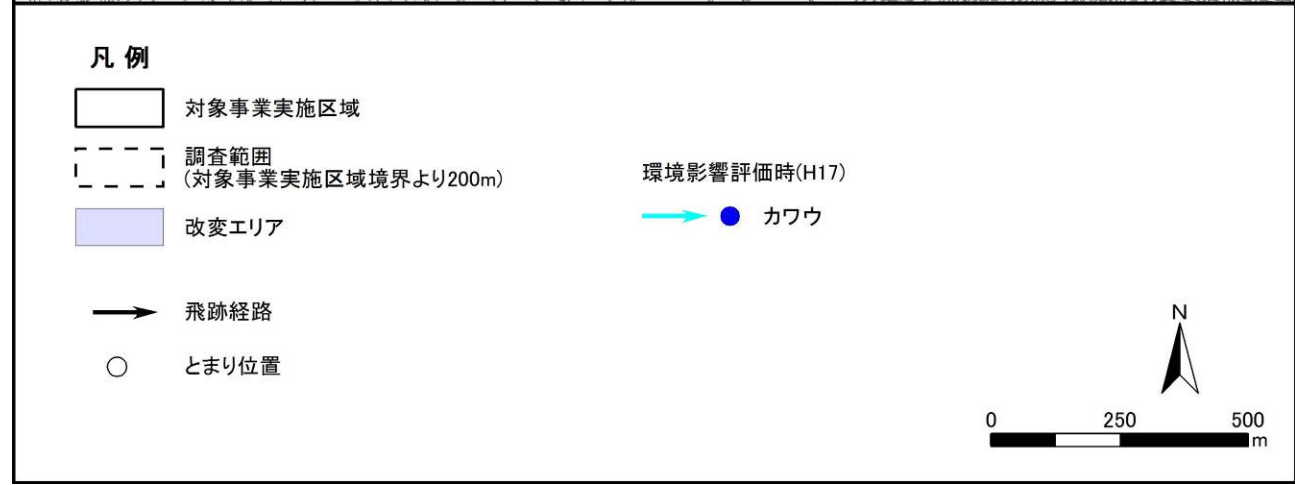 凡 例
対象事業実施区域
調査範囲
(対象事業実施区域境界より200m)
改変エリア
飛跡経路
とまり位置
環境影響評価時(H17)
カワウ
N
0 250 500
m